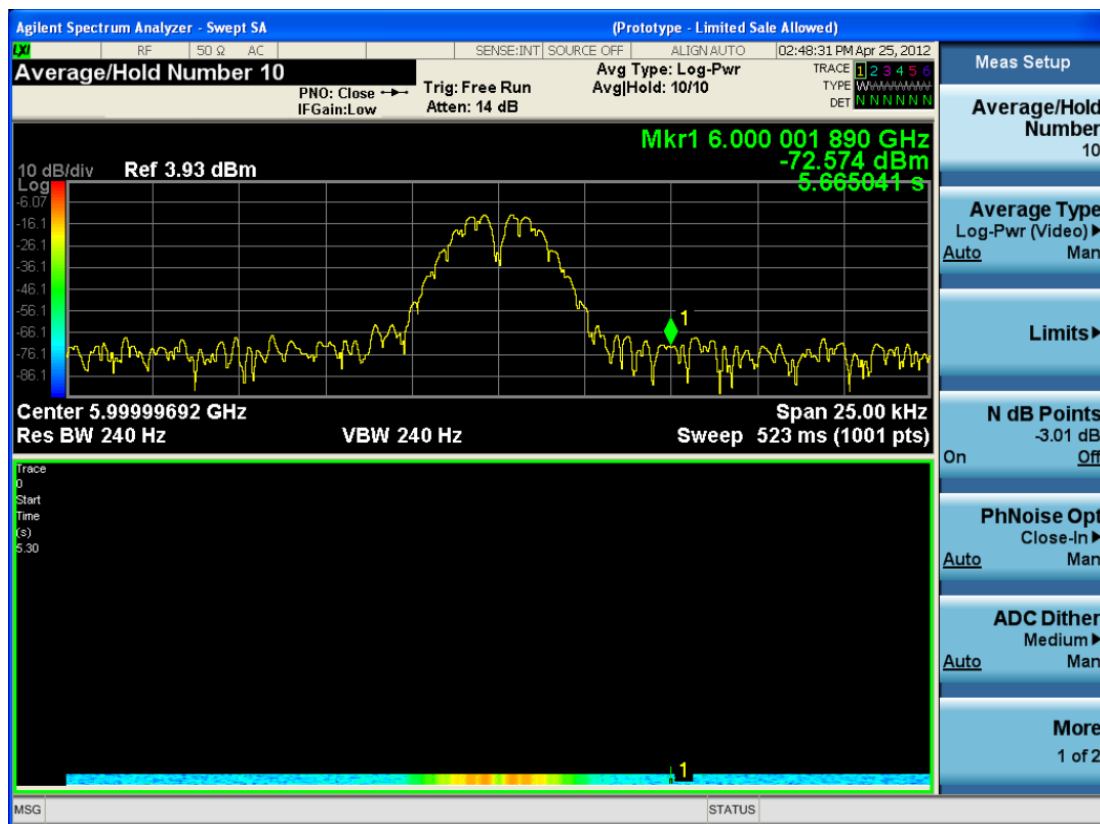 Agilent Spectrum Analyzer - Swept SA (Prototype - Limited Sale Allowed)
LXI RF 50 Ω AC SENSE:INT SOURCE OFF ALIGN AUTO 02:48:31 PM Apr 25, 2012
Average/Hold Number 10
PNO: Close
IFGain:Low
Trig: Free Run
Atten: 14 dB
Avg Type: Log-Pwr
Avg|Hold: 10/10
TRACE 1 2 3 4 5 6
TYPE WWWWWW
DET N N N N N N
Mkr1 6.000 001 890 GHz
-72.574 dBm
5.665041 s
10 dB/div Ref 3.93 dBm
Log
-6.07
-16.1
-26.1
-36.1
-46.1
-56.1
-66.1
-76.1
-86.1
1
Center 5.99999692 GHz Span 25.00 kHz
Res BW 240 Hz VBW 240 Hz Sweep 523 ms (1001 pts)
Trace
0
Start
Time
(s)
5.30
1
MSG STATUS
Meas Setup
Average/Hold
Number
10
Average Type
Log-Pwr (Video)
Auto Man
Limits
N dB Points
-3.01 dB
On Off
PhNoise Opt
Close-In
Auto Man
ADC Dither
Medium
Auto Man
More
1 of 2